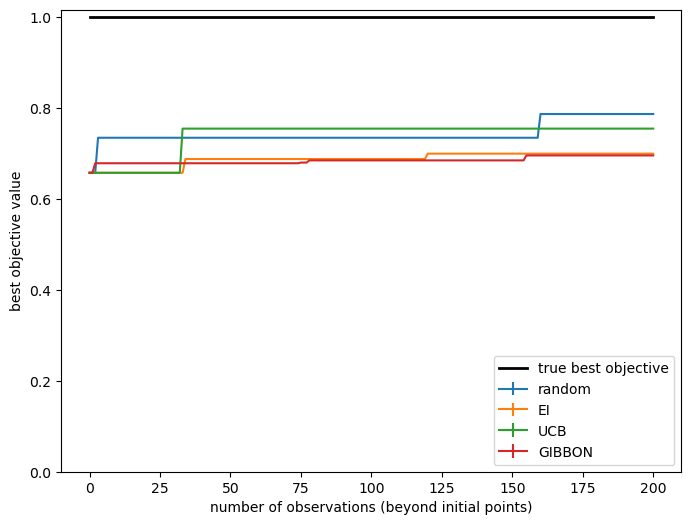 1.0
0.8
0.6
0.4
0.2
0.0
best objective value
0
25
50
75
100
125
150
175
200
number of observations (beyond initial points)
true best objective
random
EI
UCB
GIBBON